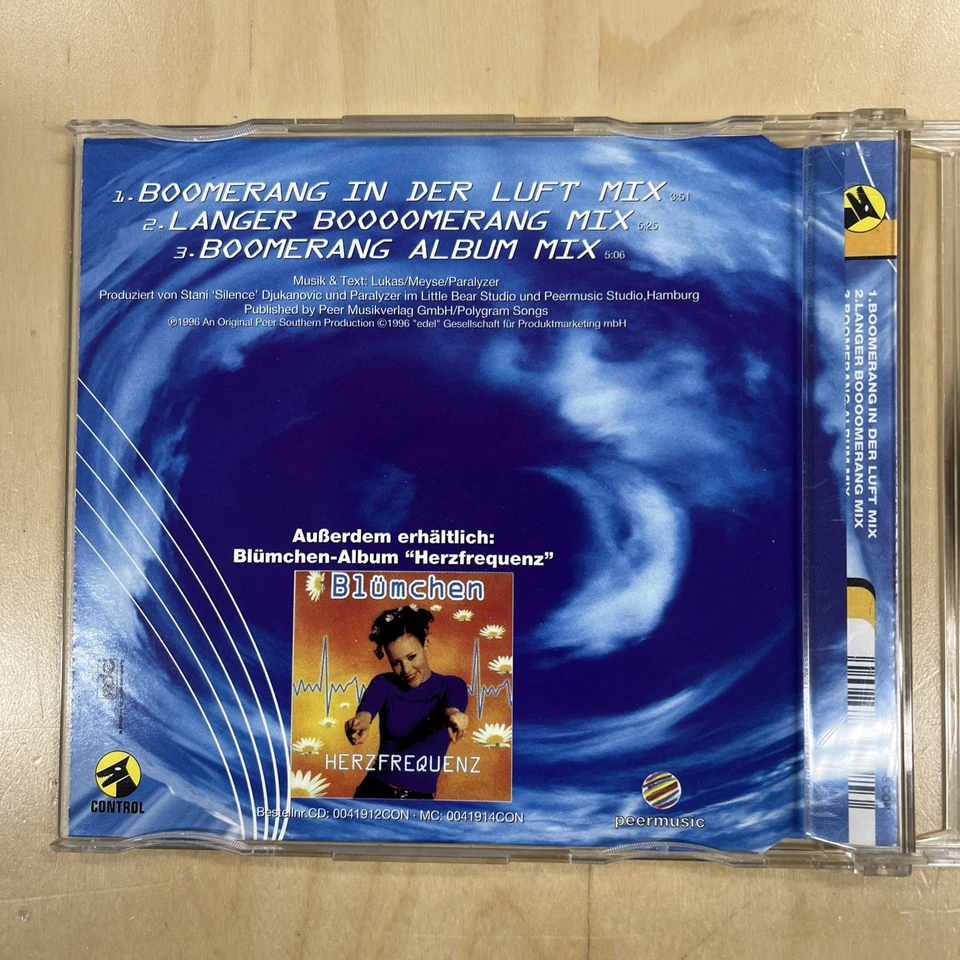 1. BOOMERANG IN DER LUFT MIX 3:51
2. LANGER BOOOOMERANG MIX 5:25
3. BOOMERANG ALBUM MIX 5:06
Musik & Text: Lukas/Meyse/Paralyzer
Produziert von Stani 'Silence' Djukanovic und Paralyzer im Little Bear Studio und Peermusic Studio,Hamburg
Published by Peer Musikverlag GmbH/Polygram Songs
℗1996 An Original Peer Southern Production ©1996 "edel" Gesellschaft für Produktmarketing mbH
Außerdem erhältlich:
Blümchen-Album “Herzfrequenz”
Blümchen
HERZFREQUENZ
Bestellnr.CD: 0041912CON · MC: 0041914CON
CONTROL
peermusic
1.BOOMERANG IN DER LUFT MIX
2.LANGER BOOOOMERANG MIX
3.BOOMERANG ALBUM MIX